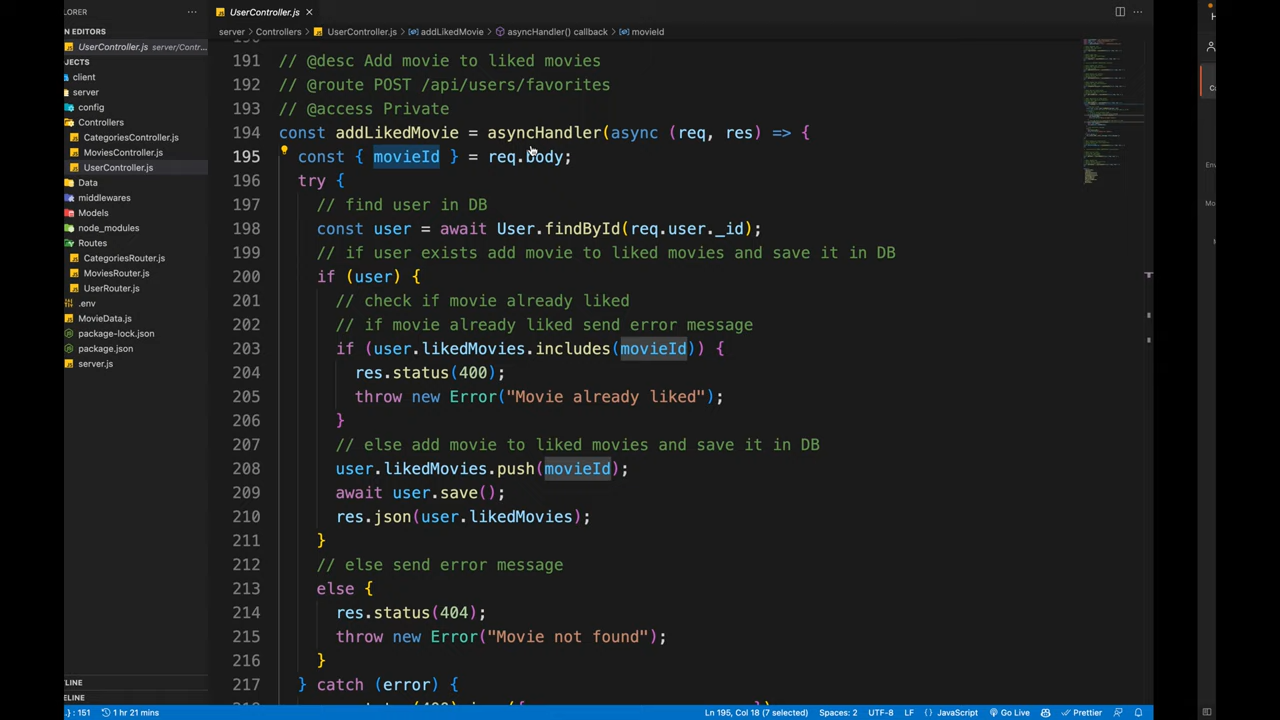 LORER
UserController.js
N EDITORS
UserController.js server/Contr...
JECTS
client
server
config
Controllers
CategoriesController.js
MoviesController.js
UserController.js
Data
middlewares
Models
node_modules
Routes
CategoriesRouter.js
MoviesRouter.js
UserRouter.js
.env
MovieData.js
package-lock.json
package.json
server.js
TLINE
ELINE
server > Controllers > UserController.js > addLikedMovie > asyncHandler() callback > movieId
191 // @desc Add movie to liked movies
192 // @route POST /api/users/favorites
193 // @access Private
194 const addLikedMovie = asyncHandler(async (req, res) => {
195 const { movieId } = req.body;
196 try {
197 // find user in DB
198 const user = await User.findById(req.user._id);
199 // if user exists add movie to liked movies and save it in DB
200 if (user) {
201 // check if movie already liked
202 // if movie already liked send error message
203 if (user.likedMovies.includes(movieId)) {
204 res.status(400);
205 throw new Error("Movie already liked");
206 }
207 // else add movie to liked movies and save it in DB
208 user.likedMovies.push(movieId);
209 await user.save();
210 res.json(user.likedMovies);
211 }
212 // else send error message
213 else {
214 res.status(404);
215 throw new Error("Movie not found");
216 }
217 } catch (error) {
.} : 151 1 hr 21 mins Ln 195, Col 18 (7 selected) Spaces: 2 UTF-8 LF {} JavaScript Go Live Prettier